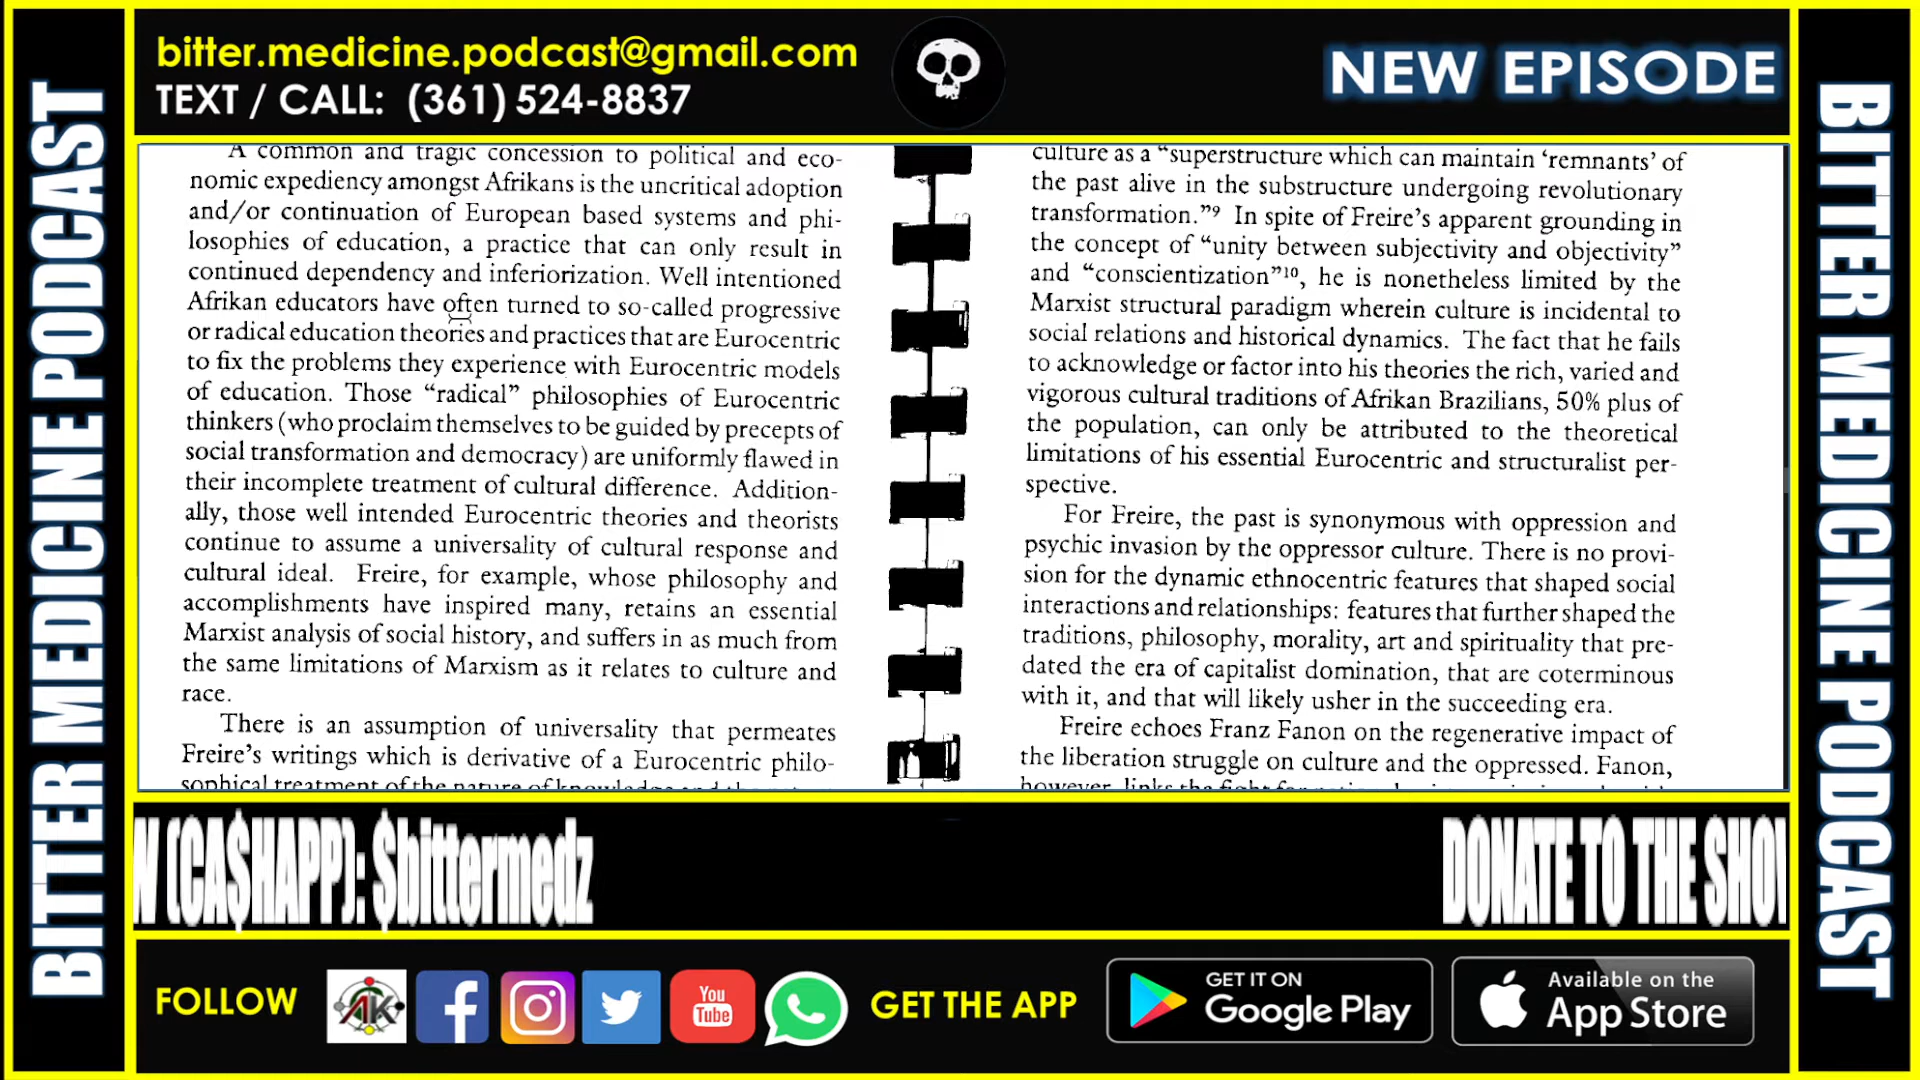 bitter.medicine.podcast@gmail.com
TEXT / CALL: (361) 524-8837
NEW EPISODE
BITTER MEDICINE PODCAST
A common and tragic concession to political and eco-
nomic expediency amongst Afrikans is the uncritical adoption
and/or continuation of European based systems and phi-
losophies of education, a practice that can only result in
continued dependency and inferiorization. Well intentioned
Afrikan educators have often turned to so-called progressive
or radical education theories and practices that are Eurocentric
to fix the problems they experience with Eurocentric models
of education. Those "radical" philosophies of Eurocentric
thinkers (who proclaim themselves to be guided by precepts of
social transformation and democracy) are uniformly flawed in
their incomplete treatment of cultural difference. Addition-
ally, those well intended Eurocentric theories and theorists
continue to assume a universality of cultural response and
cultural ideal. Freire, for example, whose philosophy and
accomplishments have inspired many, retains an essential
Marxist analysis of social history, and suffers in as much from
the same limitations of Marxism as it relates to culture and
race.
There is an assumption of universality that permeates
Freire's writings which is derivative of a Eurocentric philo-
sophical treatment of the nature of knowledge and
culture as a "superstructure which can maintain 'remnants' of
the past alive in the substructure undergoing revolutionary
transformation."⁹ In spite of Freire's apparent grounding in
the concept of "unity between subjectivity and objectivity"
and "conscientization"¹⁰, he is nonetheless limited by the
Marxist structural paradigm wherein culture is incidental to
social relations and historical dynamics. The fact that he fails
to acknowledge or factor into his theories the rich, varied and
vigorous cultural traditions of Afrikan Brazilians, 50% plus of
the population, can only be attributed to the theoretical
limitations of his essential Eurocentric and structuralist per-
spective.
For Freire, the past is synonymous with oppression and
psychic invasion by the oppressor culture. There is no provi-
sion for the dynamic ethnocentric features that shaped social
interactions and relationships: features that further shaped the
traditions, philosophy, morality, art and spirituality that pre-
dated the era of capitalist domination, that are coterminous
with it, and that will likely usher in the succeeding era.
Freire echoes Franz Fanon on the regenerative impact of
the liberation struggle on culture and the oppressed. Fanon,
however, links the fight for
BITTER MEDICINE PODCAST
W (CA$HAPP): $bittermedz
DONATE TO THE SHO
FOLLOW
AK
You
Tube
GET THE APP
GET IT ON
Google Play
Available on the
App Store